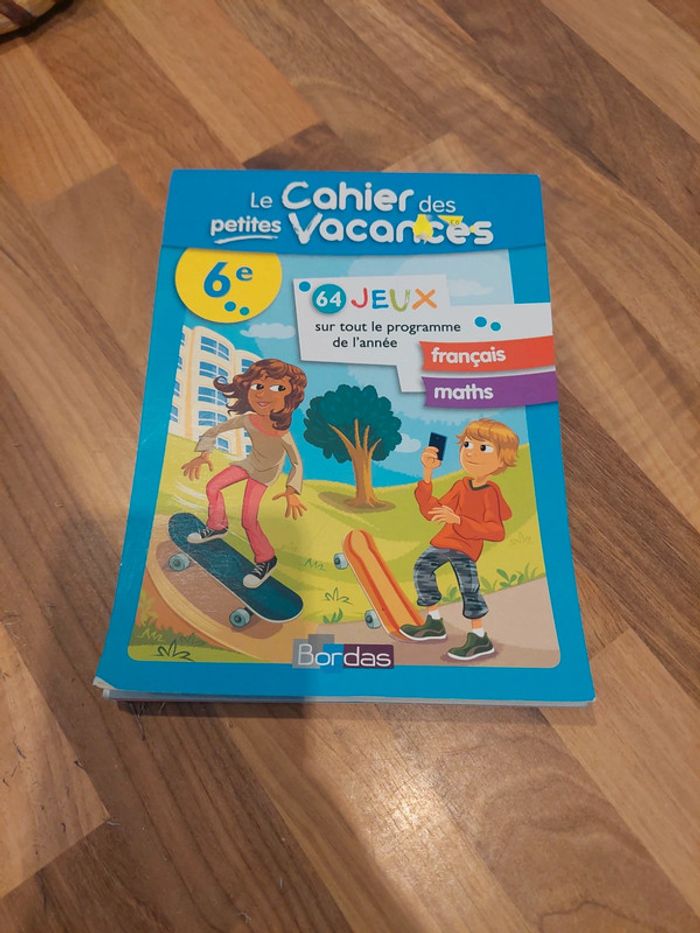 Le Cahier des
petites Vacances
6e
64 JEUX
sur tout le programme
de l'année
français
maths
Bordas